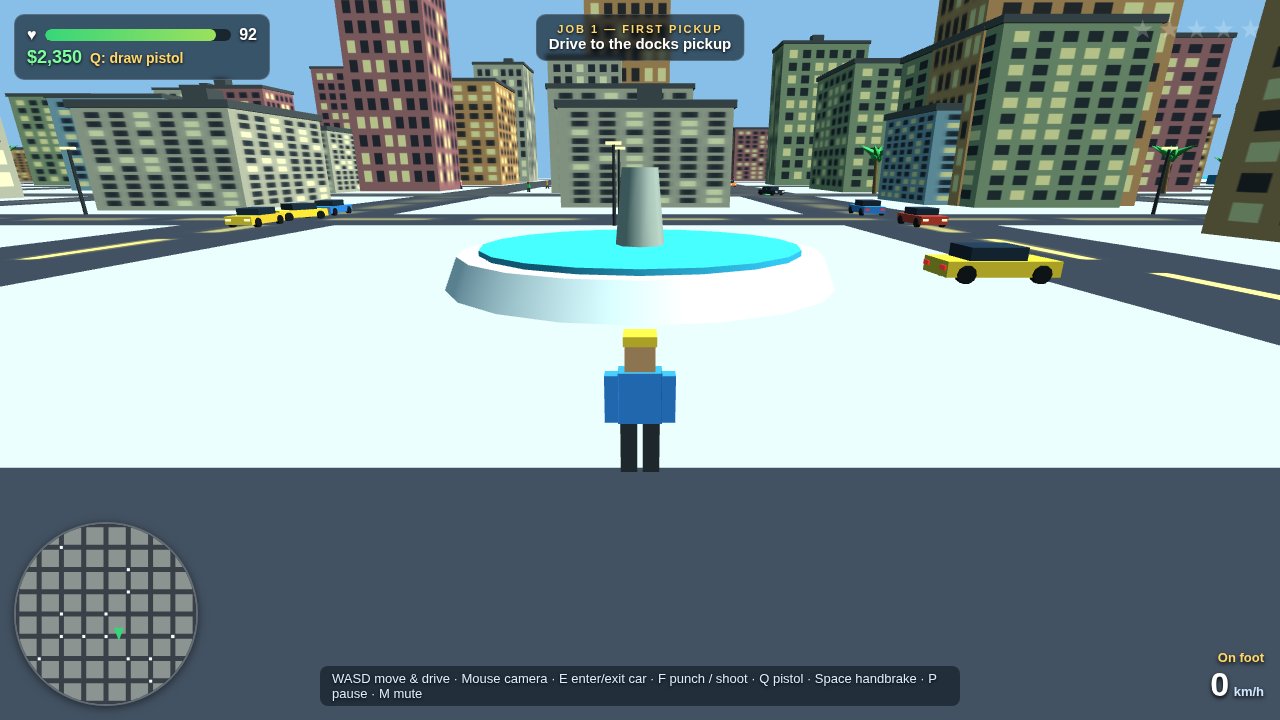 ♥ 92
$2,350 Q: draw pistol
JOB 1 — FIRST PICKUP
Drive to the docks pickup
★ ★ ★ ★ ★
WASD move & drive · Mouse camera · E enter/exit car · F punch / shoot · Q pistol · Space handbrake · P
pause · M mute
On foot
0 km/h